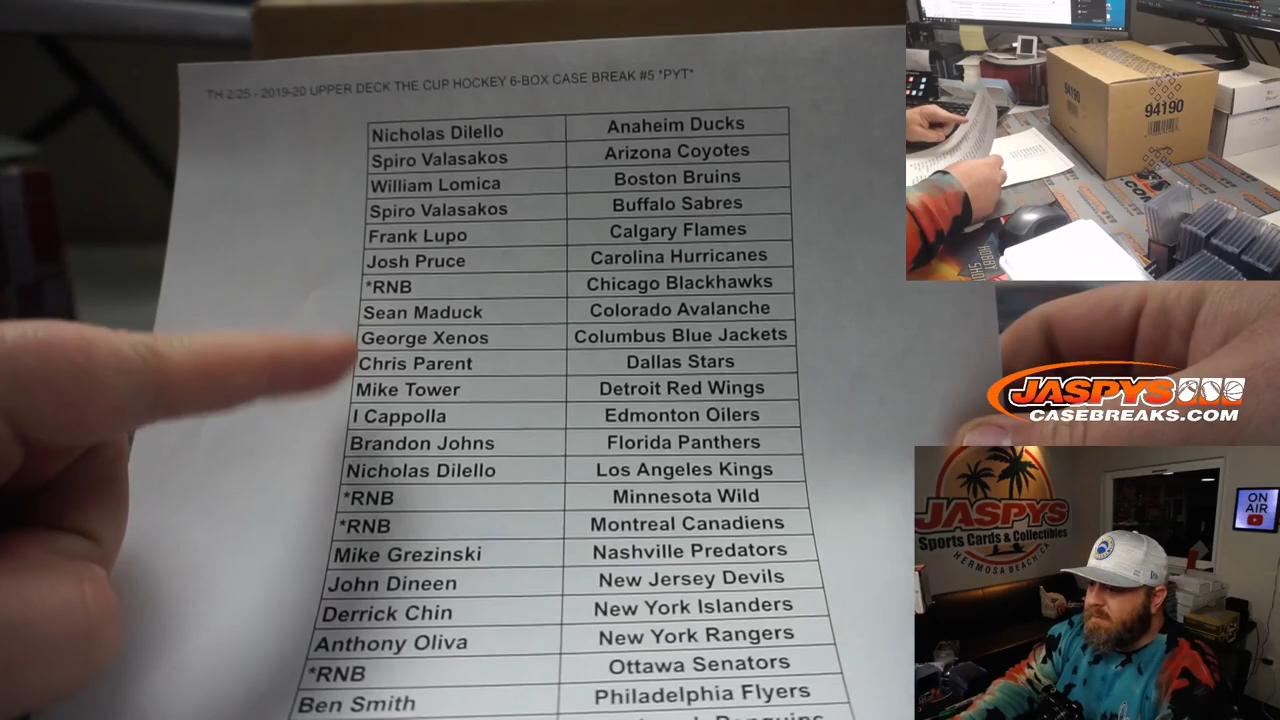 TH 2/25 - 2019-20 UPPER DECK THE CUP HOCKEY 6-BOX CASE BREAK #5 *PYT*
Nicholas Dilello Anaheim Ducks
Spiro Valasakos Arizona Coyotes
William Lomica Boston Bruins
Spiro Valasakos Buffalo Sabres
Frank Lupo Calgary Flames
Josh Pruce Carolina Hurricanes
*RNB Chicago Blackhawks
Sean Maduck Colorado Avalanche
George Xenos Columbus Blue Jackets
Chris Parent Dallas Stars
Mike Tower Detroit Red Wings
I Cappolla Edmonton Oilers
Brandon Johns Florida Panthers
Nicholas Dilello Los Angeles Kings
*RNB Minnesota Wild
*RNB Montreal Canadiens
Mike Grezinski Nashville Predators
John Dineen New Jersey Devils
Derrick Chin New York Islanders
Anthony Oliva New York Rangers
*RNB Ottawa Senators
Ben Smith Philadelphia Flyers
94190
94190
HOBBY
JASPYS
CASEBREAKS.COM
JASPYS
Sports Cards & Collectibles
HERMOSA BEACH, CA
ON
AIR